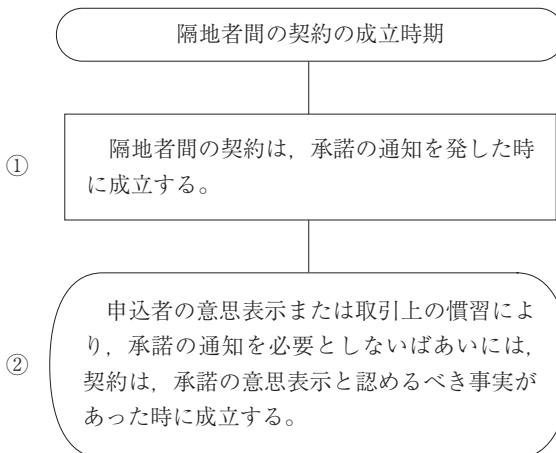 隔地者間の契約の成立時期
①
隔地者間の契約は，承諾の通知を発した時
に成立する。
②
申込者の意思表示または取引上の慣習によ
り，承諾の通知を必要としないばあいには，
契約は，承諾の意思表示と認めるべき事実が
あった時に成立する。